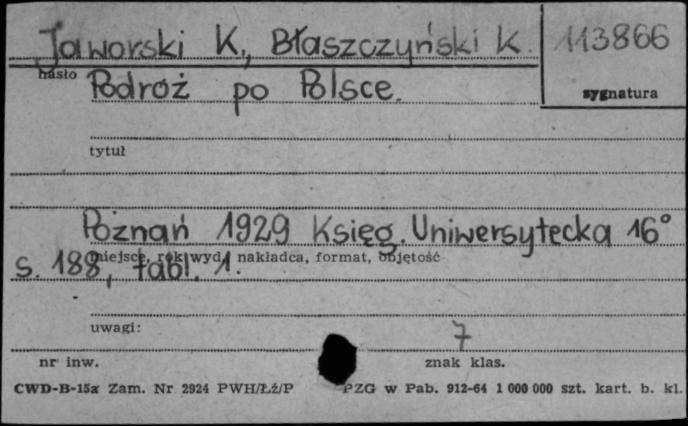 Jaworski K., Błaszczyński K. 113866
hasło
sygnatura
Podróż po Polsce.
tytuł
Poznań 1929 Księg. Uniwersytecka 16°
miejsce, rok wyd. nakładca, format, objętość
s. 188, tabl. 1.
uwagi:
7
nr inw. znak klas.
CWD-B-15a Zam. Nr 2924 PWH/Łź/P PZG w Pab. 912-64 1 000 000 szt. kart. b. kl.